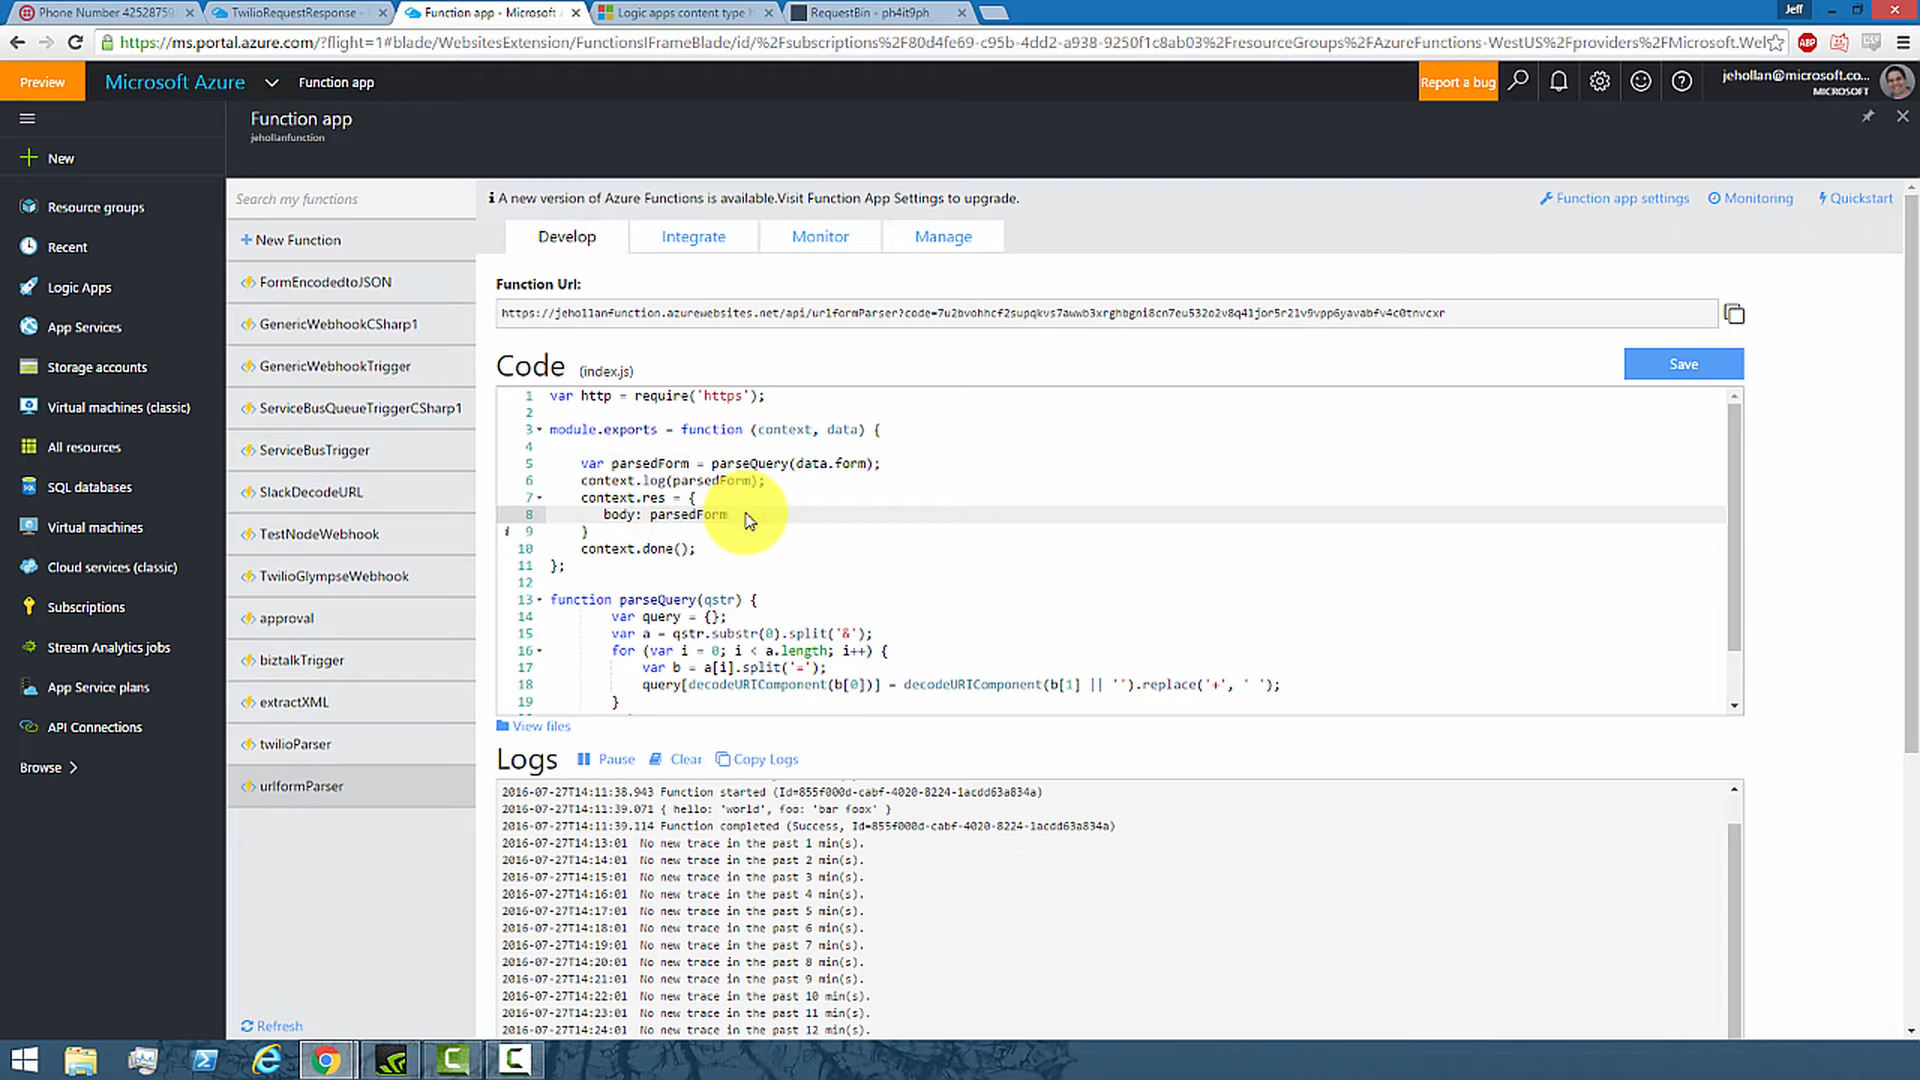 Phone Number 42528759
TwilioRequestResponse -
Function app - Microsoft
Logic apps content type h
RequestBin - ph4it9ph
Jeff
https://ms.portal.azure.com/?flight=1#blade/WebsitesExtension/FunctionsIFrameBlade/id/%2Fsubscriptions%2F80d4fe69-c95b-4dd2-a938-9250f1c8ab03%2FresourceGroups%2FAzureFunctions-WestUS%2Fproviders%2FMicrosoft.We
ABP
Preview
Microsoft Azure
Function app
Report a bug
jehollan@microsoft.co...
MICROSOFT
Function app
jehollanfunction
New
Resource groups
Recent
Logic Apps
App Services
Storage accounts
Virtual machines (classic)
All resources
SQL databases
Virtual machines
Cloud services (classic)
Subscriptions
Stream Analytics jobs
App Service plans
API Connections
Browse >
Search my functions
+ New Function
FormEncodedtoJSON
GenericWebhookCSharp1
GenericWebhookTrigger
ServiceBusQueueTriggerCSharp1
ServiceBusTrigger
SlackDecodeURL
TestNodeWebhook
TwilioGlympseWebhook
approval
biztalkTrigger
extractXML
twilioParser
urlformParser
Refresh
A new version of Azure Functions is available.Visit Function App Settings to upgrade.
Function app settings
Monitoring
Quickstart
Develop
Integrate
Monitor
Manage
Function Url:
https://jehollanfunction.azurewebsites.net/api/urlformParser?code=7u2bvohhcf2supqkvs7awwb3xrghbgni8cn7eu532o2v8q4ljor5r2lv9vpp6yavabfv4c0tnvcxr
Code (index.js)
Save
1 var http = require('https');
2
3 module.exports = function (context, data) {
4
5 var parsedForm = parseQuery(data.form);
6 context.log(parsedForm);
7 context.res = {
8 body: parsedForm
9 }
10 context.done();
11 };
12
13 function parseQuery(qstr) {
14 var query = {};
15 var a = qstr.substr(0).split('&');
16 for (var i = 0; i < a.length; i++) {
17 var b = a[i].split('=');
18 query[decodeURIComponent(b[0])] = decodeURIComponent(b[1] || '').replace('+', ' ');
19 }
View files
Logs
Pause
Clear
Copy Logs
2016-07-27T14:11:38.943 Function started (Id=855f000d-cabf-4020-8224-1acdd63a834a)
2016-07-27T14:11:39.071 { hello: 'world', foo: 'bar foox' }
2016-07-27T14:11:39.114 Function completed (Success, Id=855f000d-cabf-4020-8224-1acdd63a834a)
2016-07-27T14:13:01 No new trace in the past 1 min(s).
2016-07-27T14:14:01 No new trace in the past 2 min(s).
2016-07-27T14:15:01 No new trace in the past 3 min(s).
2016-07-27T14:16:01 No new trace in the past 4 min(s).
2016-07-27T14:17:01 No new trace in the past 5 min(s).
2016-07-27T14:18:01 No new trace in the past 6 min(s).
2016-07-27T14:19:01 No new trace in the past 7 min(s).
2016-07-27T14:20:01 No new trace in the past 8 min(s).
2016-07-27T14:21:01 No new trace in the past 9 min(s).
2016-07-27T14:22:01 No new trace in the past 10 min(s).
2016-07-27T14:23:01 No new trace in the past 11 min(s).
2016-07-27T14:24:01 No new trace in the past 12 min(s).